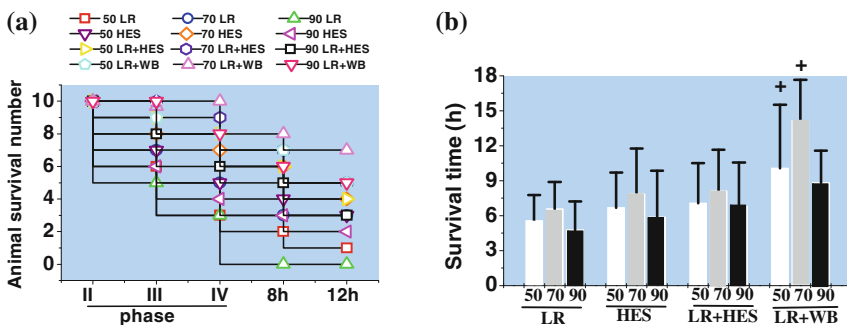 (a)
50 LR 70 LR 90 LR
50 HES 70 HES 90 HES
50 LR+HES 70 LR+HES 90 LR+HES
50 LR+WB 70 LR+WB 90 LR+WB
Animal survival number
10
8
6
4
2
0
II III IV 8h 12h
phase
(b)
Survival time (h)
18
15
12
9
6
3
0
+ +
50 70 90 50 70 90 50 70 90 50 70 90
LR HES LR+HES LR+WB